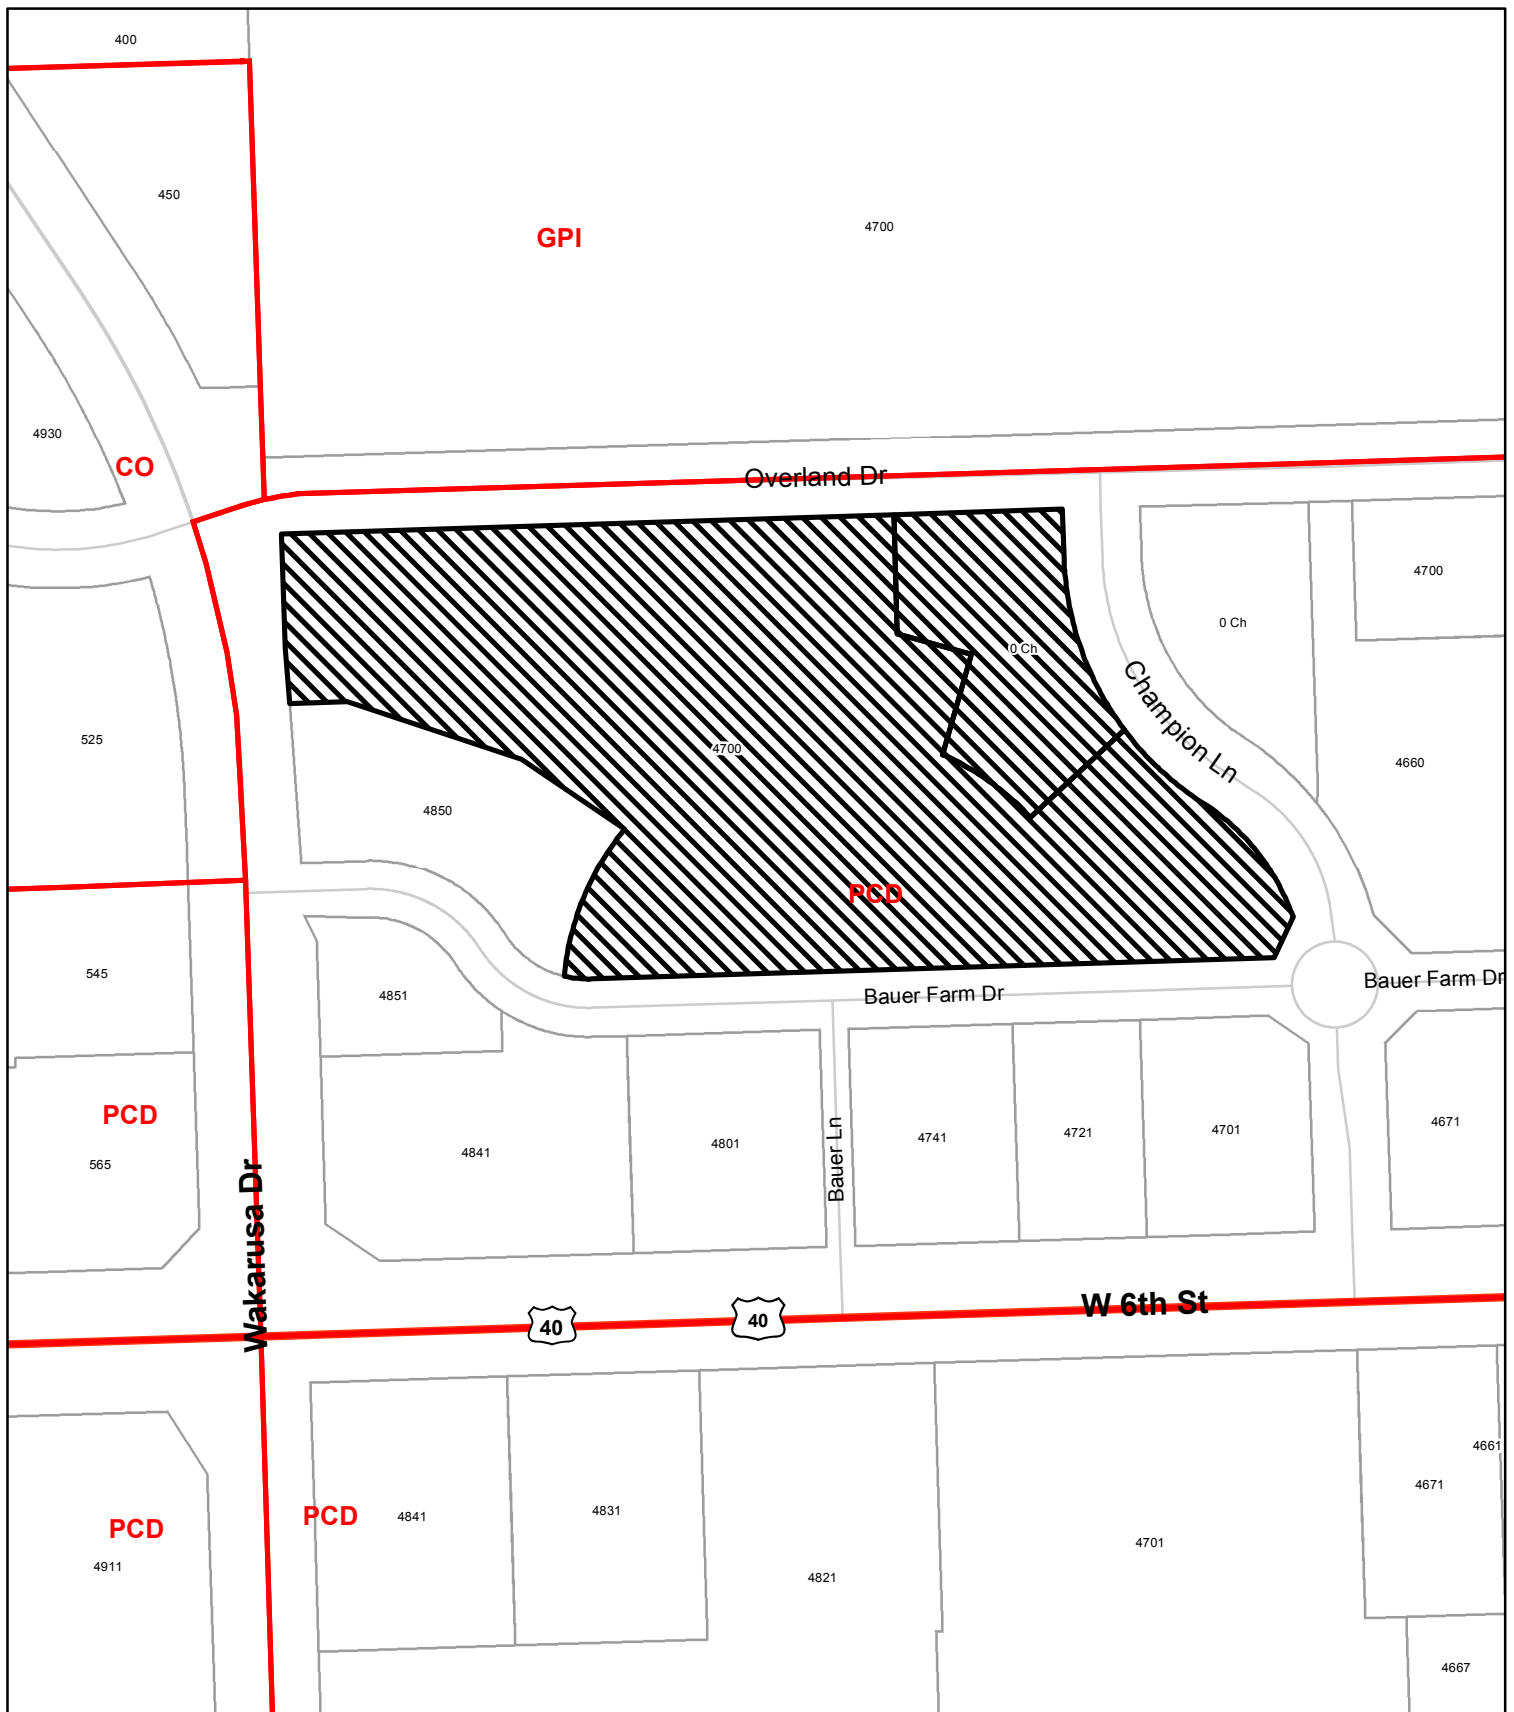 400
450
4700
GPI
4930
CO
Overland Dr
4700
0 Ch
0 Ch
Champion Ln
525
4700
4660
4850
PCD
545
Bauer Farm Dr
Bauer Farm Dr
4851
PCD
4671
4701
4721
4741
4801
4841
Bauer Ln
565
Wakarusa Dr
W 6th St
40
40
4661
4671
4831
4841
PCD
PCD
4701
4911
4821
4667